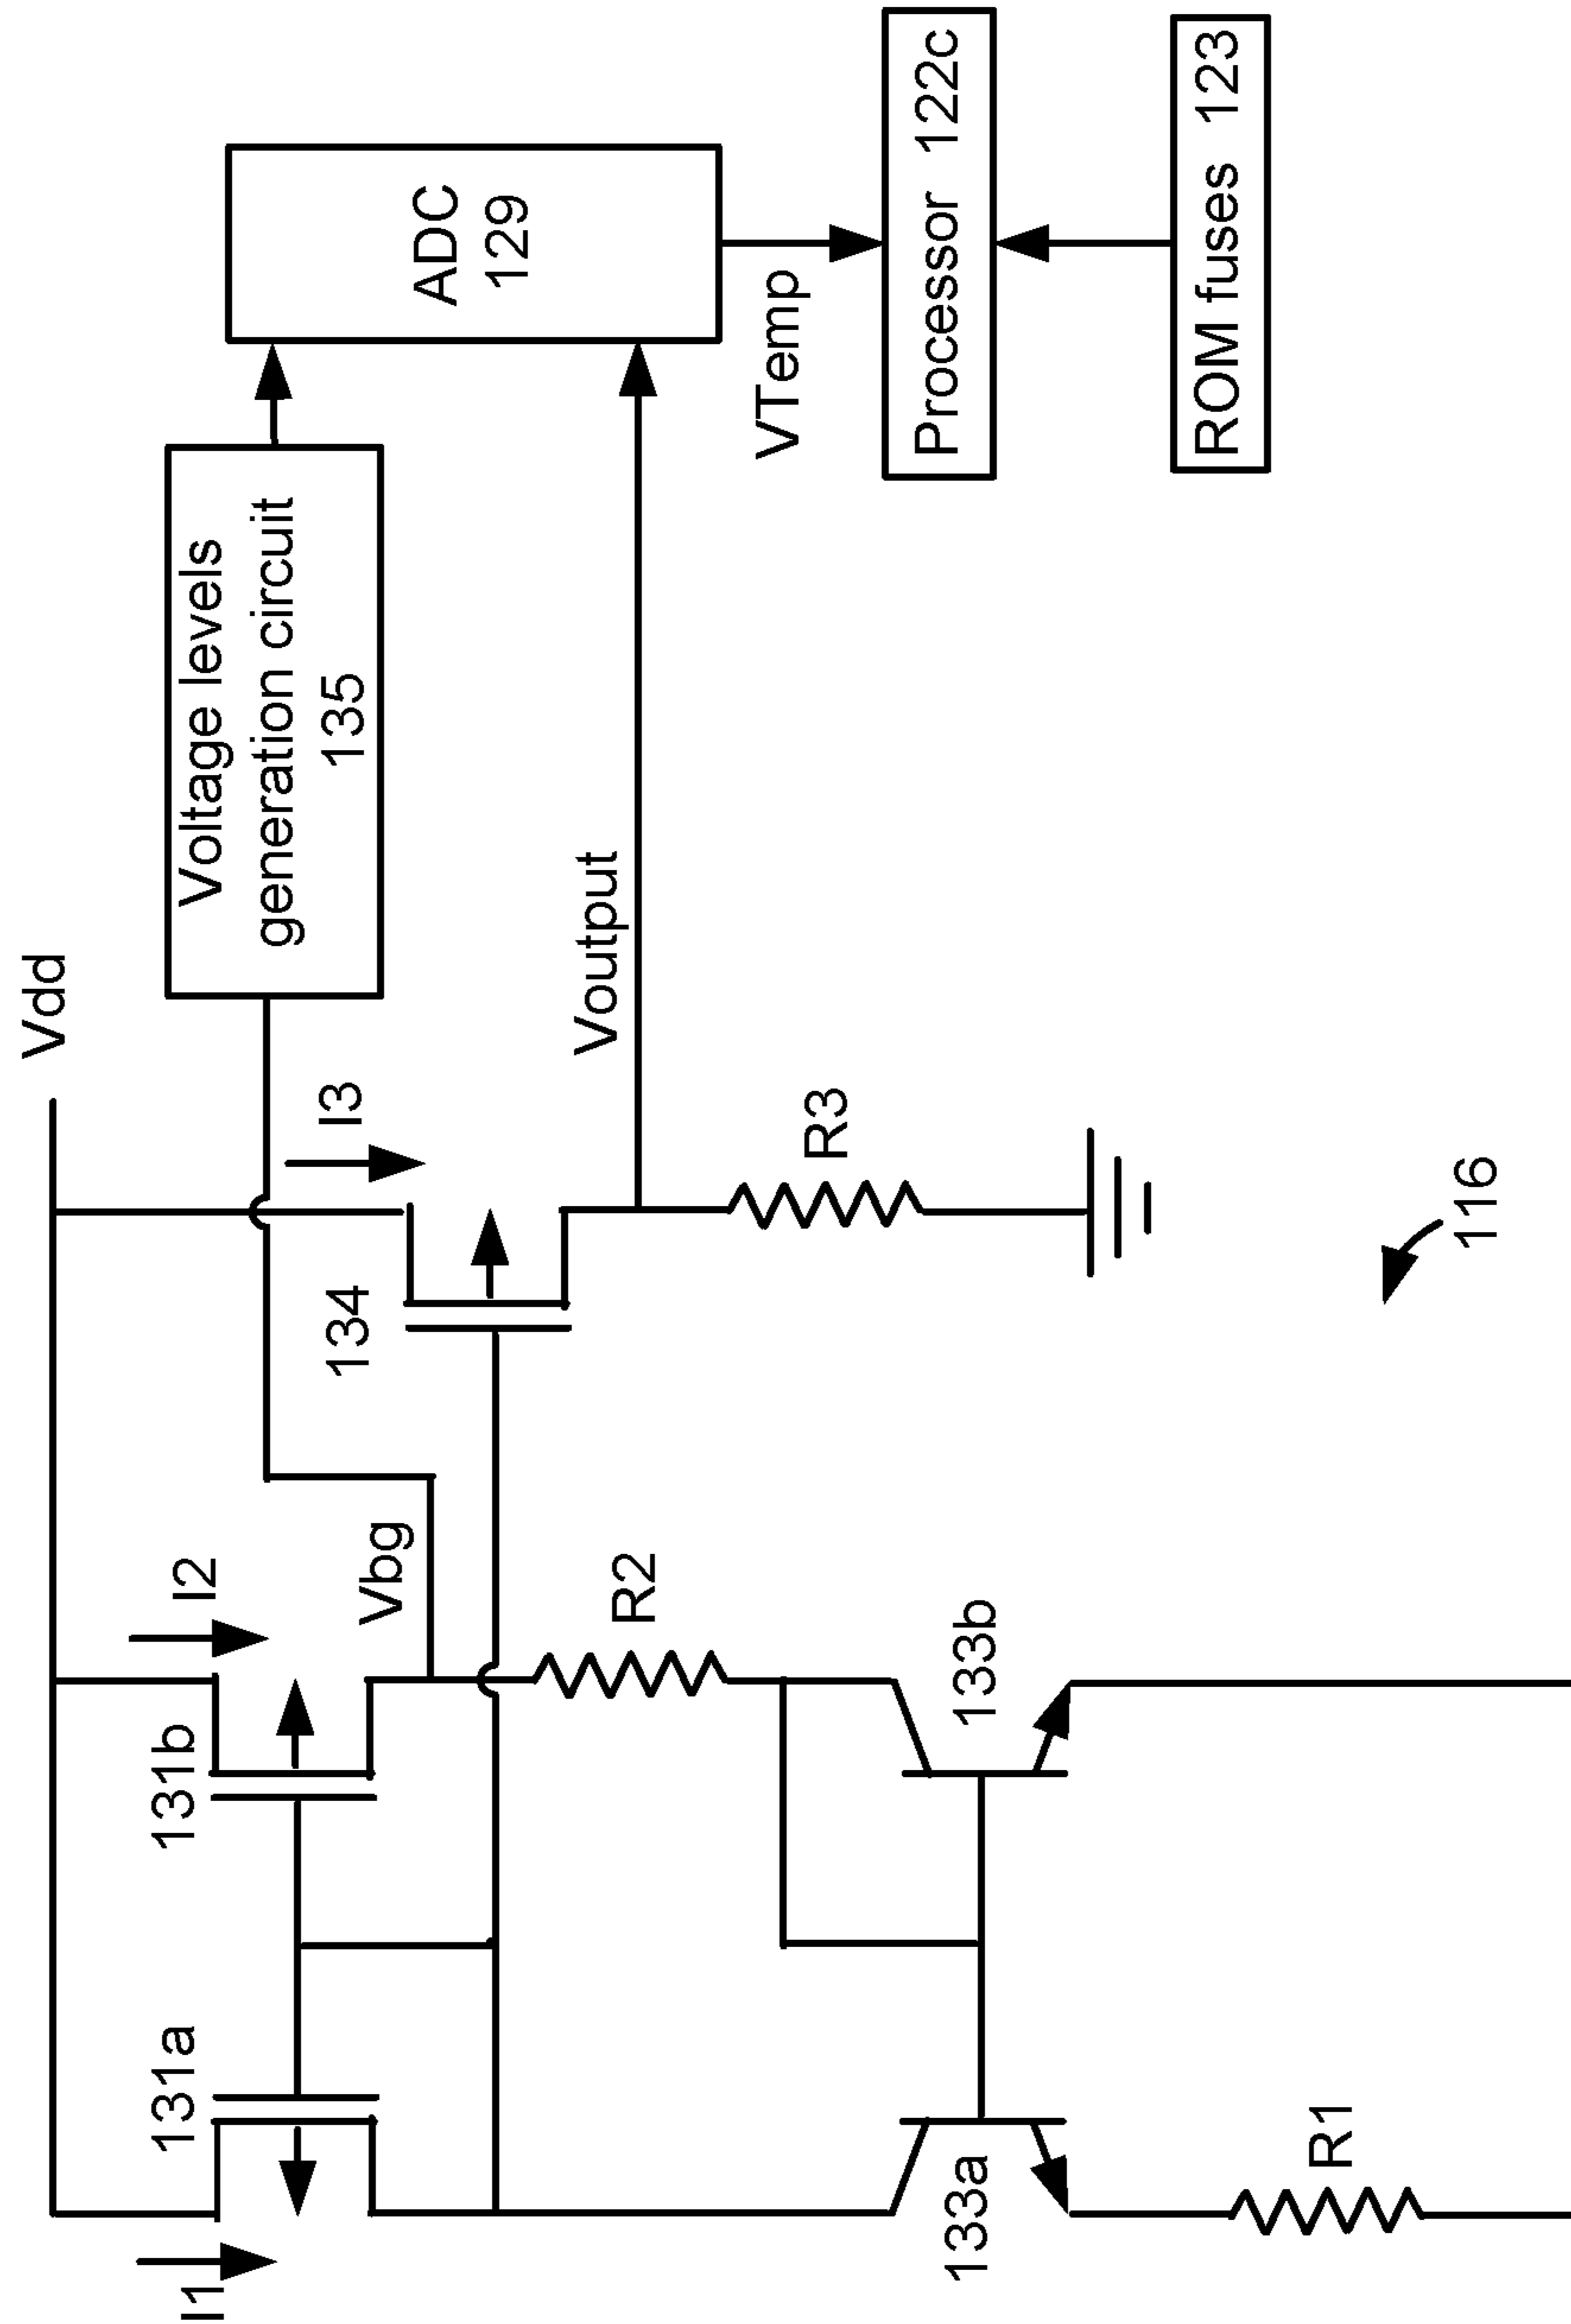 Vdd
I1
131a
131b
I2
Vbg
134
I3
Voltage levels
generation circuit
135
ADC
129
Voutput
VTemp
Processor 122c
ROM fuses 123
R2
R3
133a
133b
R1
116